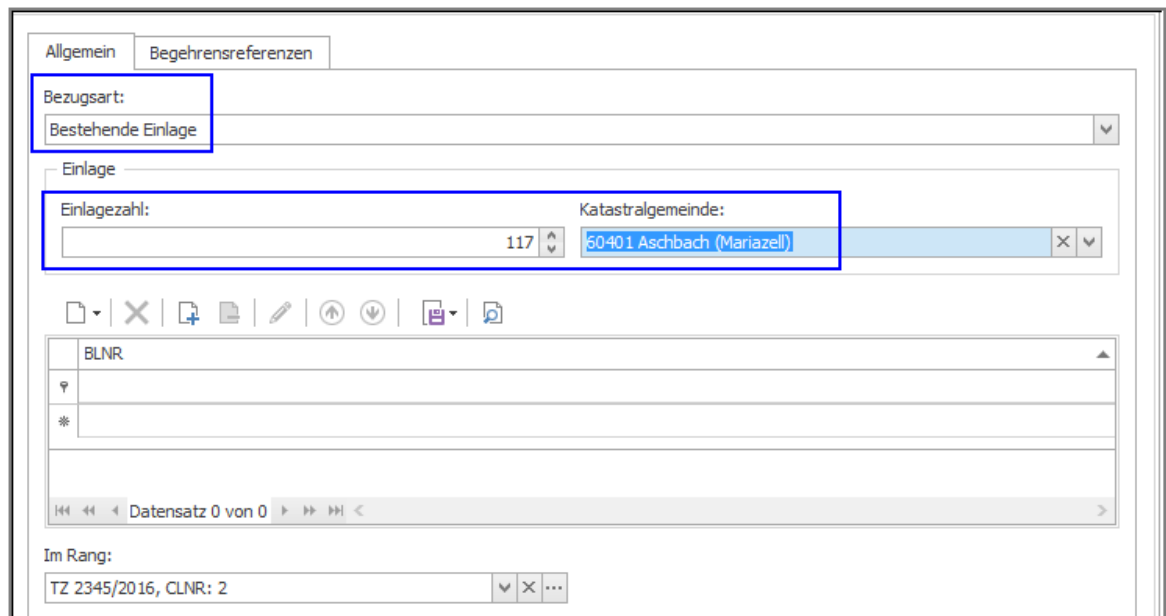 Allgemein Begehrensreferenzen
Bezugsart:
Bestehende Einlage
Einlage
Einlagezahl: Katastralgemeinde:
117 60401 Aschbach (Mariazell)
BLNR
Datensatz 0 von 0
Im Rang:
TZ 2345/2016, CLNR: 2